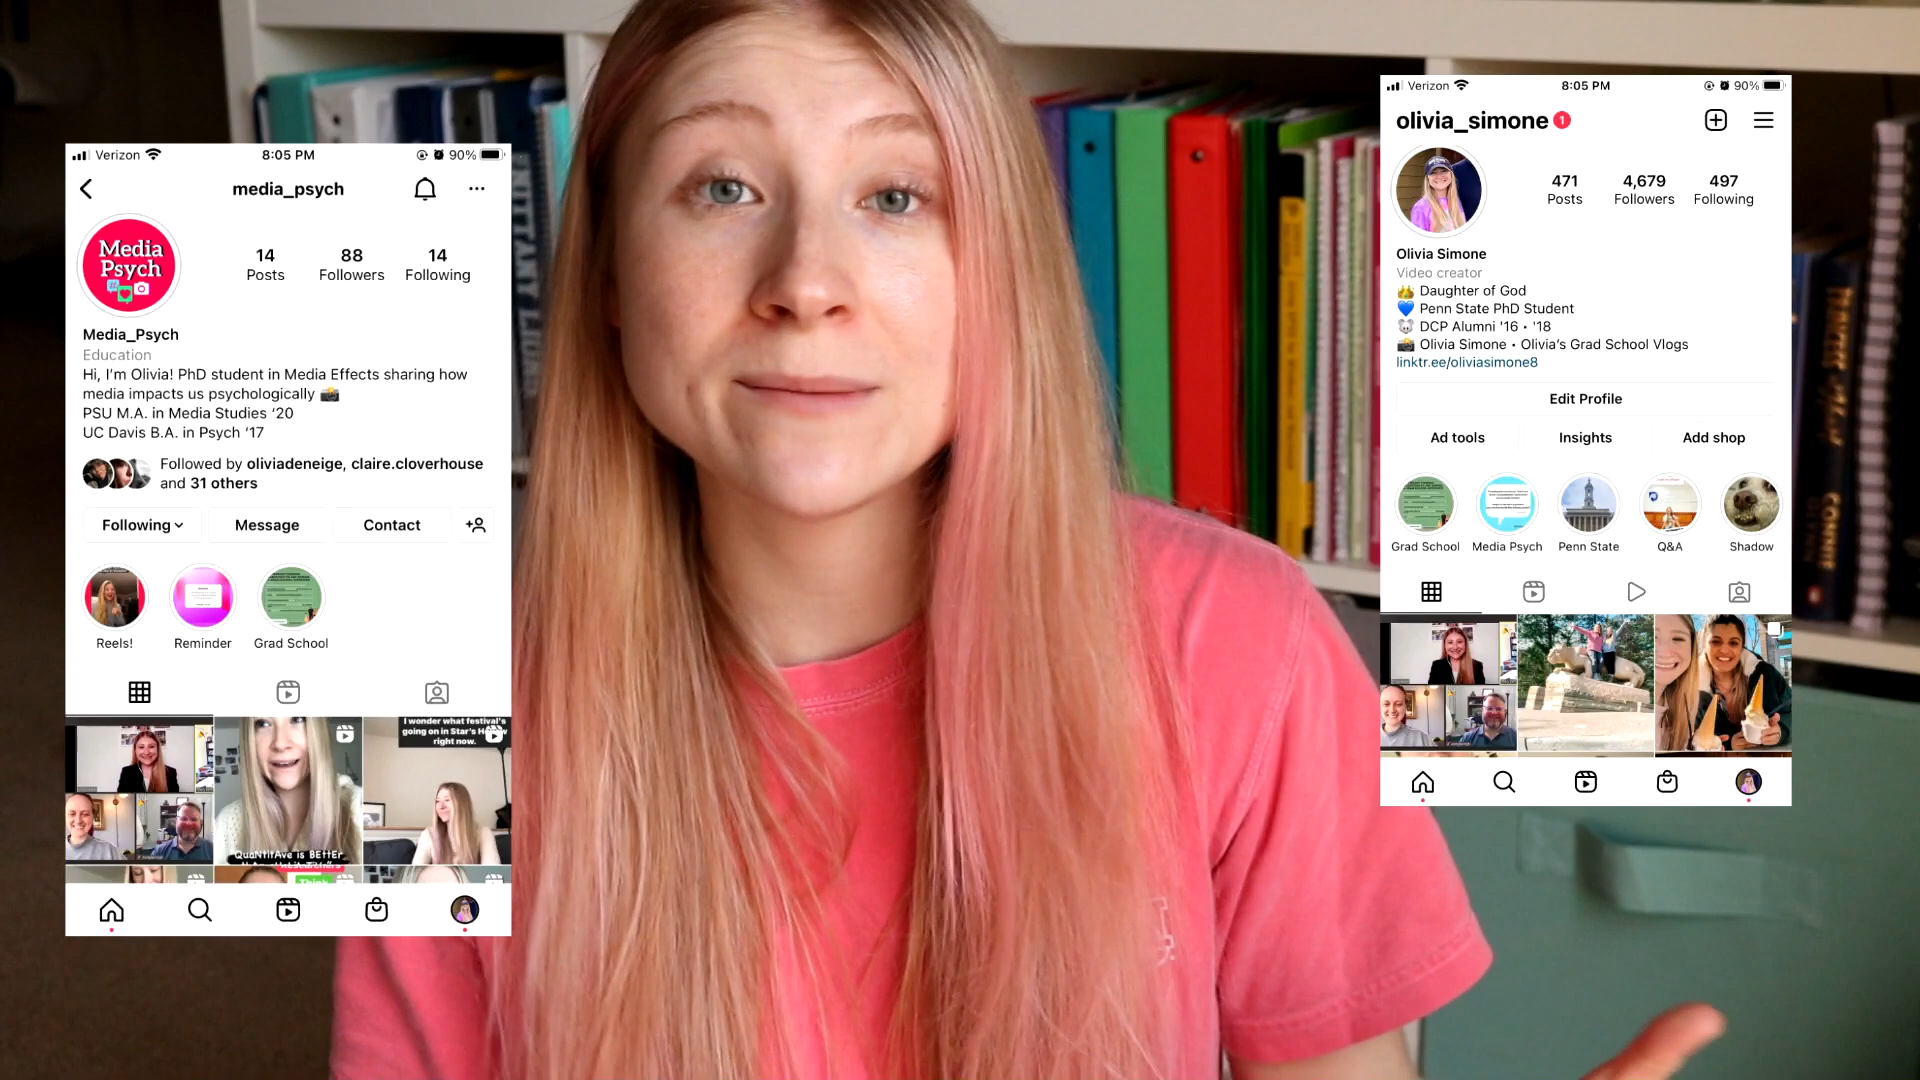 Verizon 8:05 PM 90%
media_psych
Media
Psych
14 88 14
Posts Followers Following
Media_Psych
Education
Hi, I'm Olivia! PhD student in Media Effects sharing how
media impacts us psychologically 📸
PSU M.A. in Media Studies ‘20
UC Davis B.A. in Psych ‘17
Followed by oliviadeneige, claire.cloverhouse
and 31 others
Following Message Contact
Reels! Reminder Grad School
I wonder what festival's
going on in Star's
right now.
QuaNtitAve is BEttEr
Verizon 8:05 PM 90%
olivia_simone 1
471 4,679 497
Posts Followers Following
Olivia Simone
Video creator
👑 Daughter of God
💙 Penn State PhD Student
🐭 DCP Alumni '16 • '18
📸 Olivia Simone • Olivia’s Grad School Vlogs
linktr.ee/oliviasimone8
Edit Profile
Ad tools Insights Add shop
Grad School Media Psych Penn State Q&A Shadow